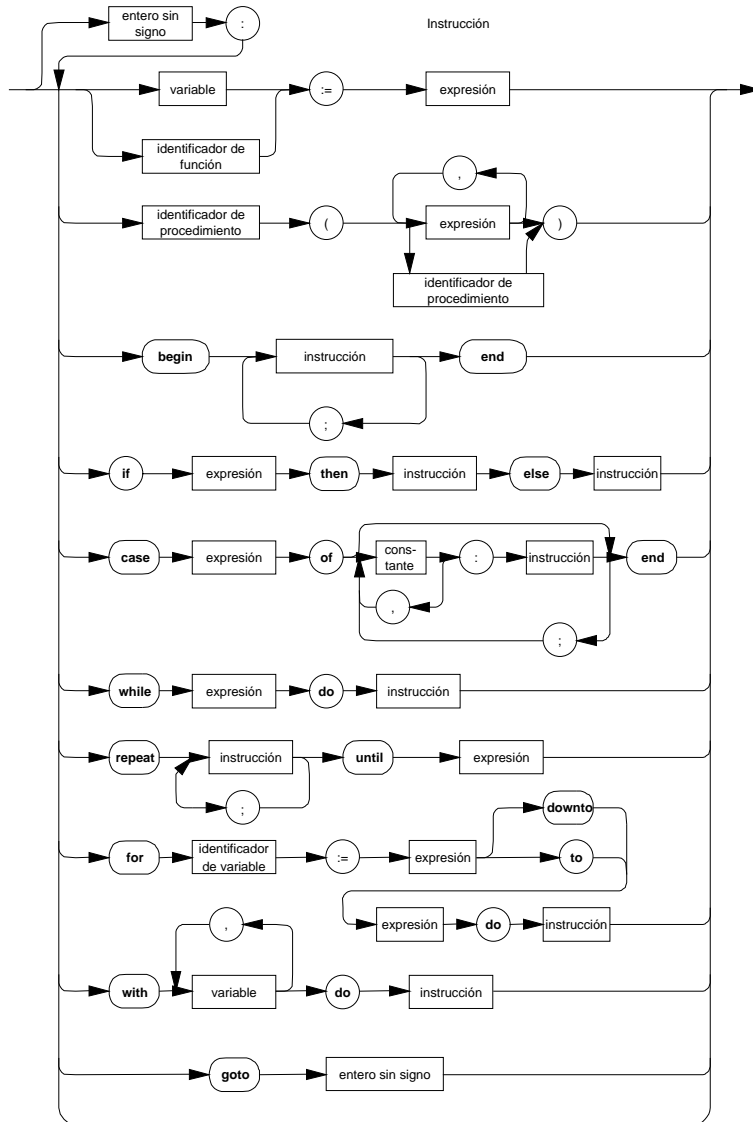 entero sin
signo
:
Instrucción
variable
:=
expresión
identificador de
función
,
identificador de
procedimiento
(
expresión
)
identificador de
procedimiento
begin
instrucción
end
;
if
expresión
then
instrucción
else
instrucción
case
expresión
of
cons-
tante
:
instrucción
end
,
;
while
expresión
do
instrucción
repeat
instrucción
until
expresión
;
downto
for
identificador
de variable
:=
expresión
to
expresión
do
instrucción
,
with
variable
do
instrucción
goto
entero sin signo